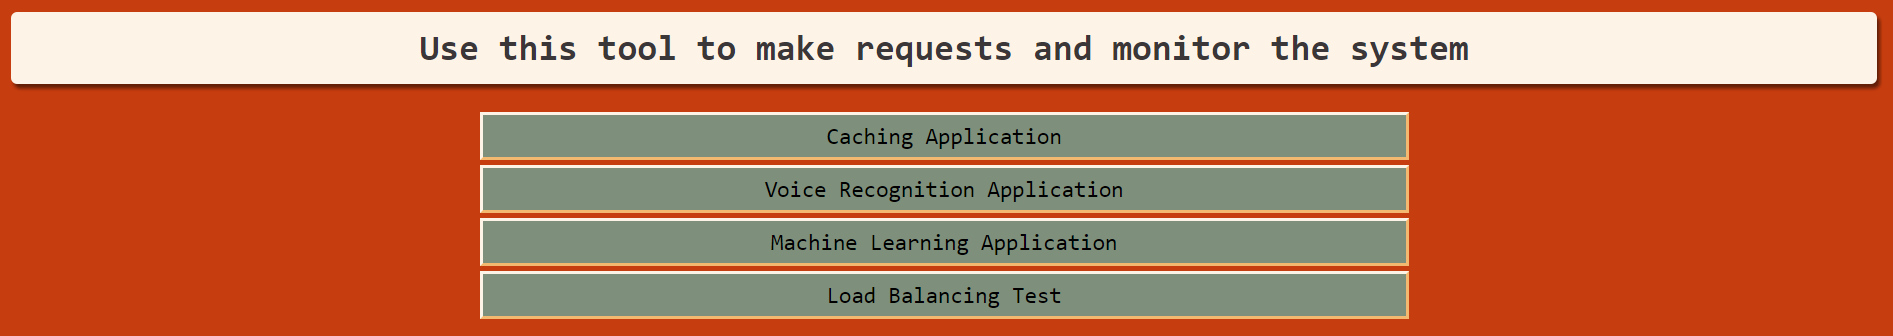 Use this tool to make requests and monitor the system
Caching Application
Voice Recognition Application
Machine Learning Application
Load Balancing Test